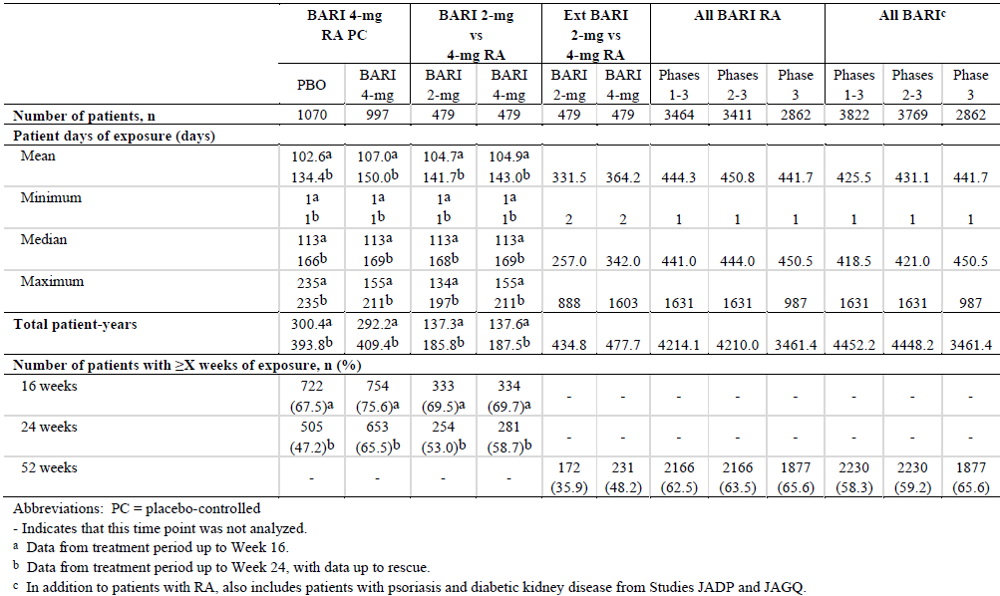 BARI 4-mg RA PC | BARI 2-mg vs 4-mg RA | Ext BARI 2-mg vs 4-mg RA | All BARI RA | All BARIc
PBO | BARI 4-mg | BARI 2-mg | BARI 4-mg | BARI 2-mg | BARI 4-mg | Phases 1-3 | Phases 2-3 | Phase 3 | Phases 1-3 | Phases 2-3 | Phase 3
Number of patients, n | 1070 | 997 | 479 | 479 | 479 | 479 | 3464 | 3411 | 2862 | 3822 | 3769 | 2862
Patient days of exposure (days)
Mean | 102.6a | 107.0a | 104.7a | 104.9a
134.4b | 150.0b | 141.7b | 143.0b | 331.5 | 364.2 | 444.3 | 450.8 | 441.7 | 425.5 | 431.1 | 441.7
Minimum | 1a | 1a | 1a | 1a
1b | 1b | 1b | 1b | 2 | 2 | 1 | 1 | 1 | 1 | 1 | 1
Median | 113a | 113a | 113a | 113a
166b | 169b | 168b | 169b | 257.0 | 342.0 | 441.0 | 444.0 | 450.5 | 418.5 | 421.0 | 450.5
Maximum | 235a | 155a | 134a | 155a
235b | 211b | 197b | 211b | 888 | 1603 | 1631 | 1631 | 987 | 1631 | 1631 | 987
Total patient-years | 300.4a | 292.2a | 137.3a | 137.6a
393.8b | 409.4b | 185.8b | 187.5b | 434.8 | 477.7 | 4214.1 | 4210.0 | 3461.4 | 4452.2 | 4448.2 | 3461.4
Number of patients with ≥X weeks of exposure, n (%)
16 weeks | 722 | 754 | 333 | 334 | - | - | - | - | - | - | - | -
(67.5)a | (75.6)a | (69.5)a | (69.7)a
24 weeks | 505 | 653 | 254 | 281 | - | - | - | - | - | - | - | -
(47.2)b | (65.5)b | (53.0)b | (58.7)b
52 weeks | - | - | - | - | 172 | 231 | 2166 | 2166 | 1877 | 2230 | 2230 | 1877
(35.9) | (48.2) | (62.5) | (63.5) | (65.6) | (58.3) | (59.2) | (65.6)
Abbreviations: PC = placebo-controlled
- Indicates that this time point was not analyzed.
a Data from treatment period up to Week 16.
b Data from treatment period up to Week 24, with data up to rescue.
c In addition to patients with RA, also includes patients with psoriasis and diabetic kidney disease from Studies JADP and JAGQ.